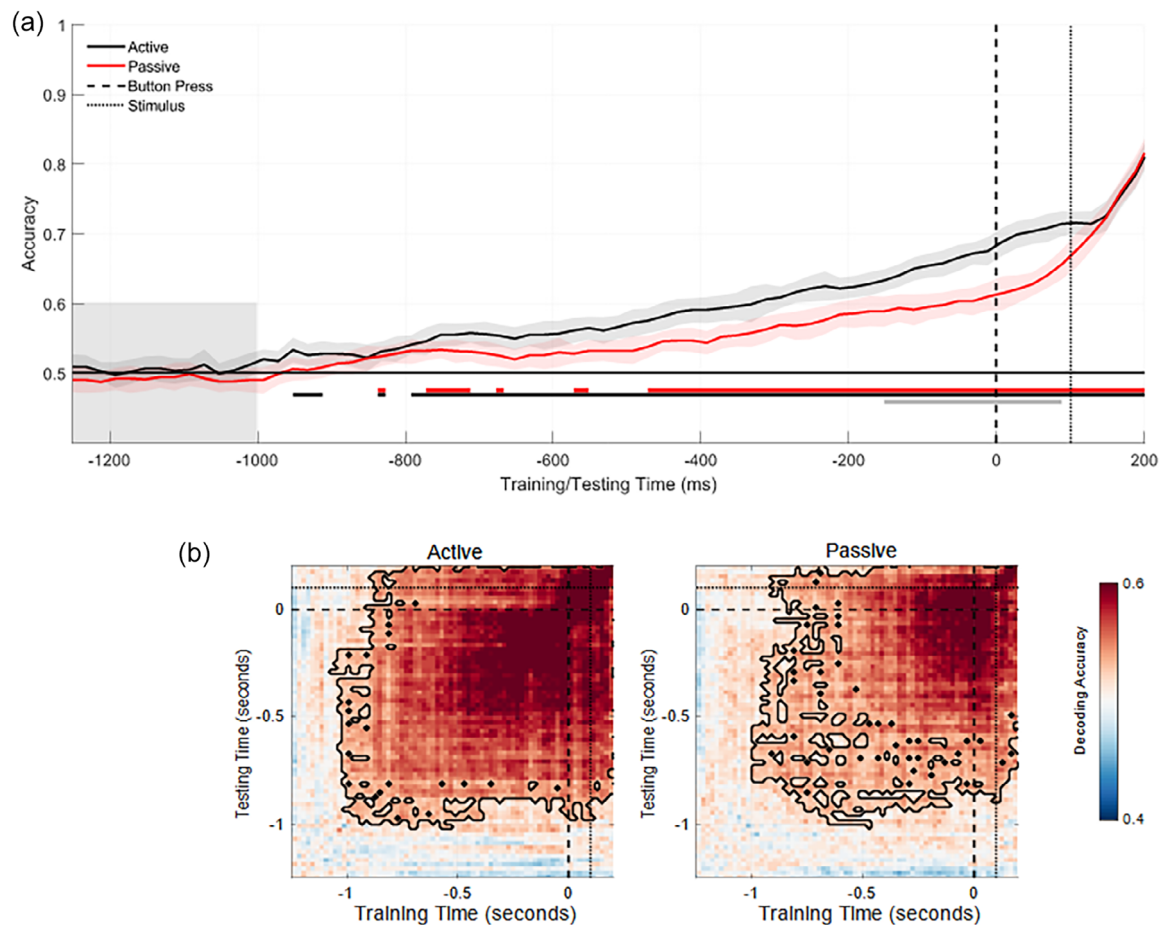 (a)
1
0.9
0.8
0.7
0.6
0.5
Accuracy
Active
Passive
Button Press
Stimulus
-1200
-1000
-800
-600
-400
-200
0
200
Training/Testing Time (ms)
(b)
Active
Passive
0
-0.5
-1
Testing Time (seconds)
-1
-0.5
0
Training Time (seconds)
0
-0.5
-1
Testing Time (seconds)
-1
-0.5
0
Training Time (seconds)
0.6
0.4
Decoding Accuracy